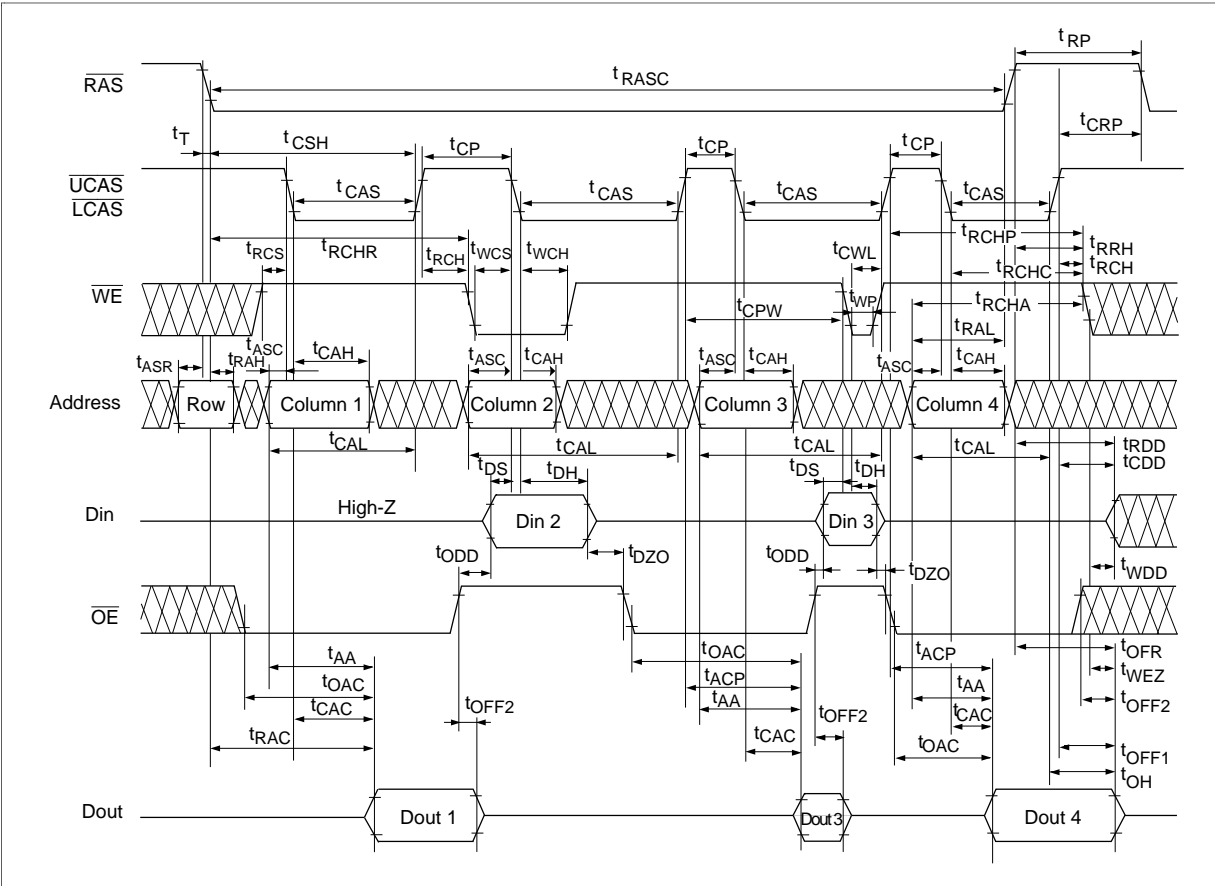 tRP
RAS
tRASC
tT
tCSH
tCP
tCP
tCP
tCRP
UCAS
LCAS
tCAS
tCAS
tCAS
tCAS
tRCHR
tRCHP
tRCS
tRCH
tWCS
tWCH
tCWL
tRRH
tRCHC
tRCH
WE
tWP
tRCHA
tCPW
tRAL
tASC
tASR
tRAH
tCAH
tASC
tCAH
tASC
tCAH
tASC
tCAH
Address
Row
Column 1
Column 2
Column 3
Column 4
tCAL
tCAL
tCAL
tCAL
tRDD
tCDD
tDS
tDH
tDS
tDH
Din
High-Z
Din 2
Din 3
tODD
tDZO
tODD
tDZO
tWDD
OE
tAA
tOAC
tACP
tOFR
tOAC
tACP
tAA
tWEZ
tCAC
tOFF2
tAA
tOFF2
tCAC
tOFF2
tRAC
tCAC
tOAC
tOFF1
tOH
Dout
Dout 1
Dout 3
Dout 4